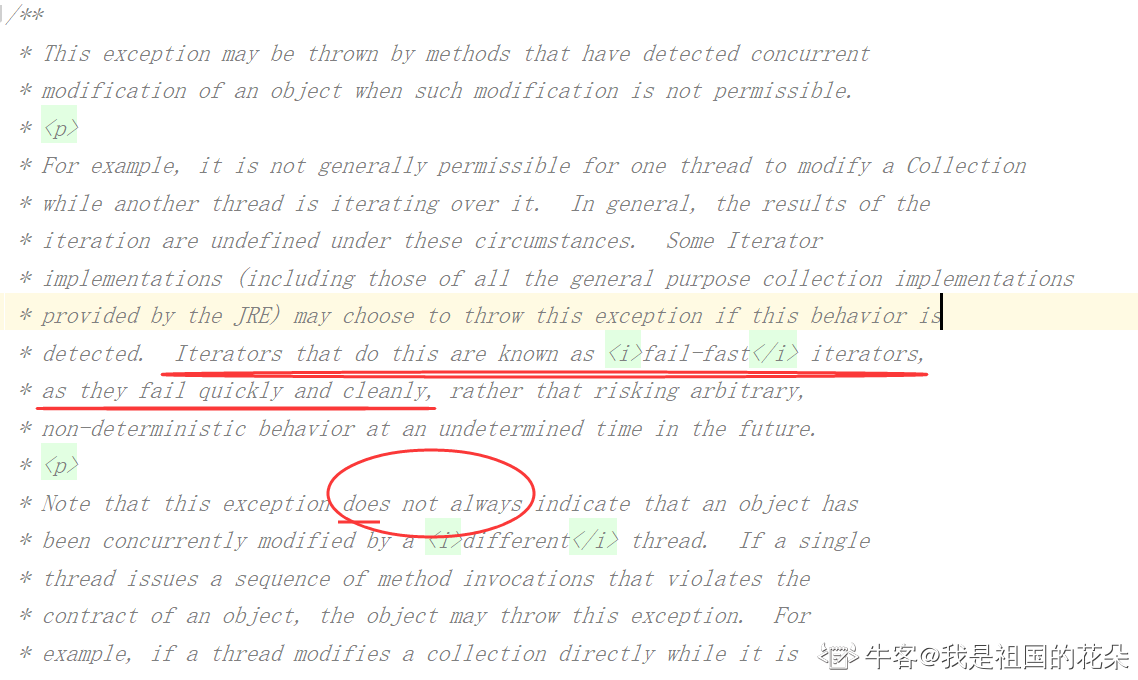 /**
* This exception may be thrown by methods that have detected concurrent
* modification of an object when such modification is not permissible.
* <p>
* For example, it is not generally permissible for one thread to modify a Collection
* while another thread is iterating over it.  In general, the results of the
* iteration are undefined under these circumstances.  Some Iterator
* implementations (including those of all the general purpose collection implementations
* provided by the JRE) may choose to throw this exception if this behavior is
* detected.  Iterators that do this are known as <i>fail-fast</i> iterators,
* as they fail quickly and cleanly, rather that risking arbitrary,
* non-deterministic behavior at an undetermined time in the future.
* <p>
* Note that this exception does not always indicate that an object has
* been concurrently modified by a <i>different</i> thread.  If a single
* thread issues a sequence of method invocations that violates the
* contract of an object, the object may throw this exception.  For
* example, if a thread modifies a collection directly while it is
牛客@我是祖国的花朵